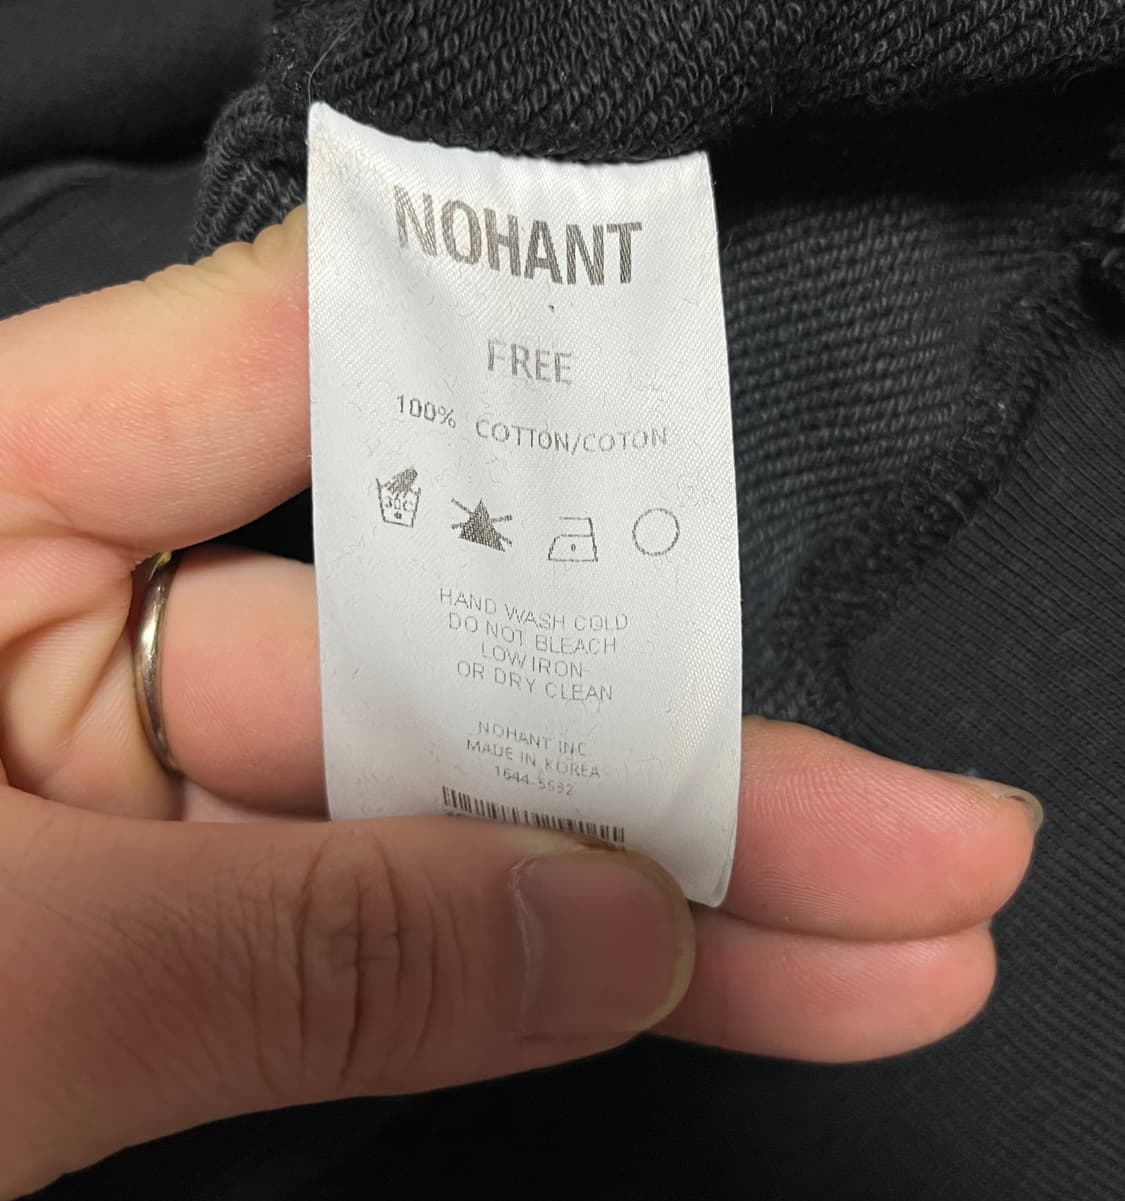 NOHANT
FREE
100% COTTON/COTON
30C
HAND WASH COLD
DO NOT BLEACH
LOW IRON
OR DRY CLEAN
NOHANT INC
MADE IN KOREA
1644-5532